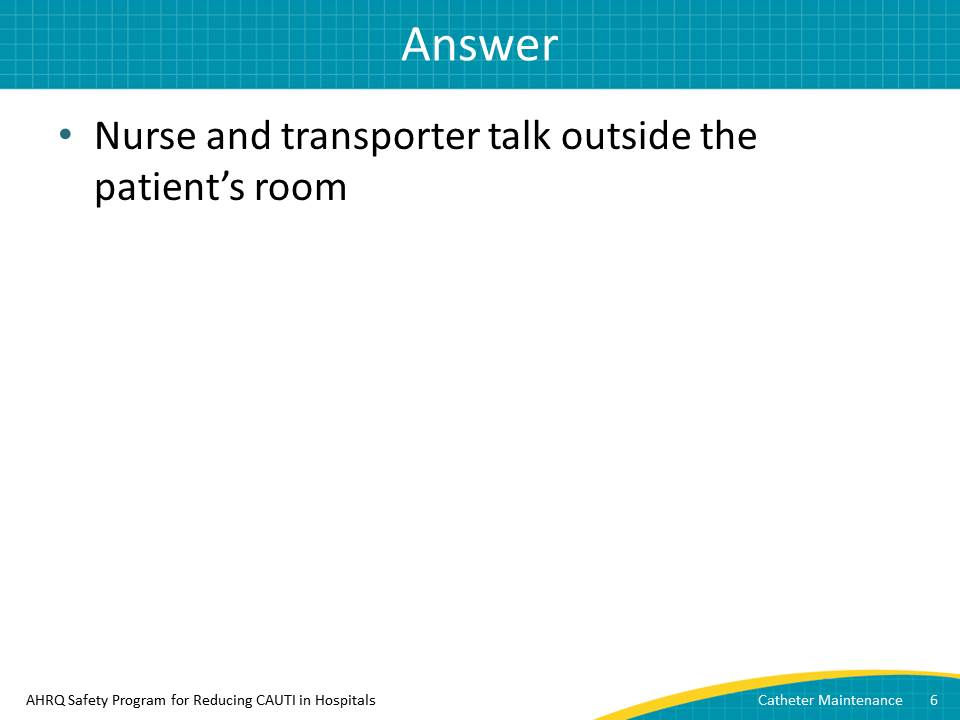 Answer
• Nurse and transporter talk outside the
patient’s room
AHRQ Safety Program for Reducing CAUTI in Hospitals
Catheter Maintenance 6